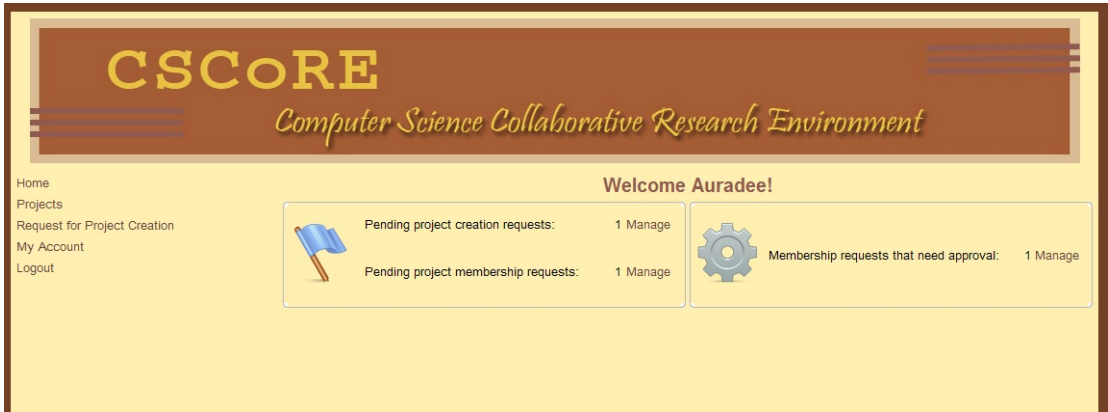 CSCoRE
Computer Science Collaborative Research Environment
Home
Projects
Request for Project Creation
My Account
Logout
Welcome Auradee!
Pending project creation requests: 1 Manage
Pending project membership requests: 1 Manage
Membership requests that need approval: 1 Manage